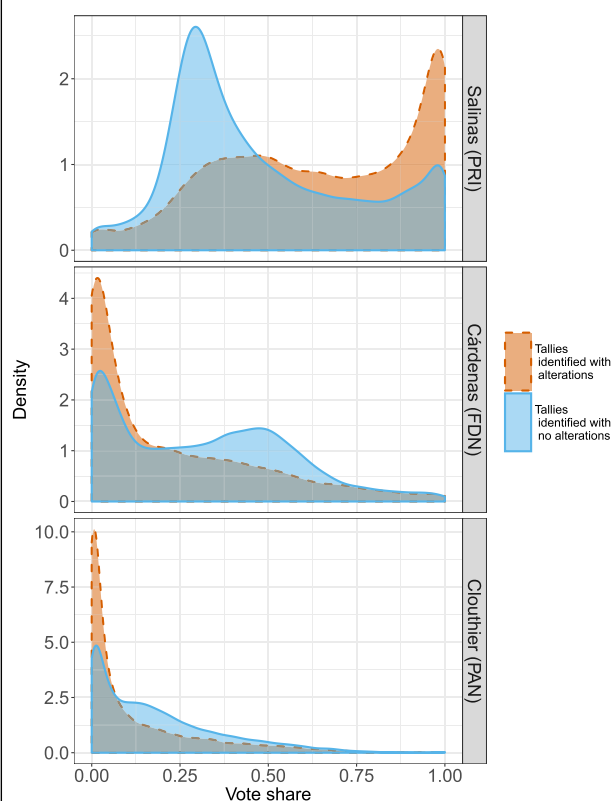 Density
2
1
0
Salinas (PRI)
4
3
2
1
0
Cárdenas (FDN)
10.0
7.5
5.0
2.5
0.0
Clouthier (PAN)
0.00 0.25 0.50 0.75 1.00
Vote share
Tallies
identified with
alterations
Tallies
identified with
no alterations